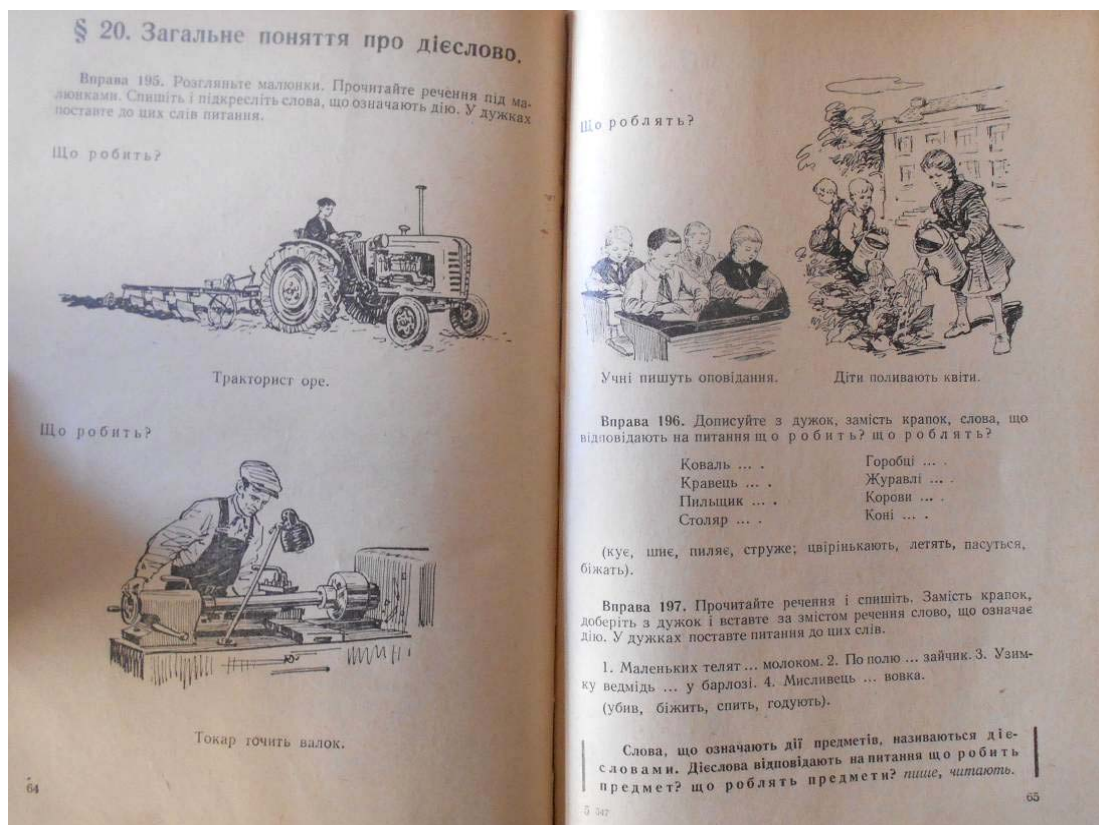 § 20. Загальне поняття про дієслово.
Вправа 195. Розгляньте малюнки. Прочитайте речення під ма-
люнками. Спишіть і підкресліть слова, що означають дію. У дужках
поставте до цих слів питання.
Що робить?
Тракторист оре.
Що робить?
Токар точить валок.
64
Що роблять?
Учні пишуть оповідання.
Діти поливають квіти.
Вправа 196. Дописуйте з дужок, замість крапок, слова, що
відповідають на питання що робить? що роблять?
Коваль ... .
Кравець ... .
Пильщик ... .
Столяр ... .
Горобці ... .
Журавлі ... .
Корови ... .
Коні ... .
(кує, шиє, пиляє, струже; цвірінькають, летять, пасуться,
біжать).
Вправа 197. Прочитайте речення і спишіть. Замість крапок,
доберіть з дужок і вставте за змістом речення слово, що означає
дію. У дужках поставте питання до цих слів.
1. Маленьких телят ... молоком. 2. По полю ... зайчик. 3. Узим-
ку ведмідь ... у барлозі. 4. Мисливець ... вовка.
(убив, біжить, спить, годують).
Слова, що означають дії предметів, називаються діє-
словами. Дієслова відповідають на питання що робить
предмет? що роблять предмети? пише, читають.
5 347
65